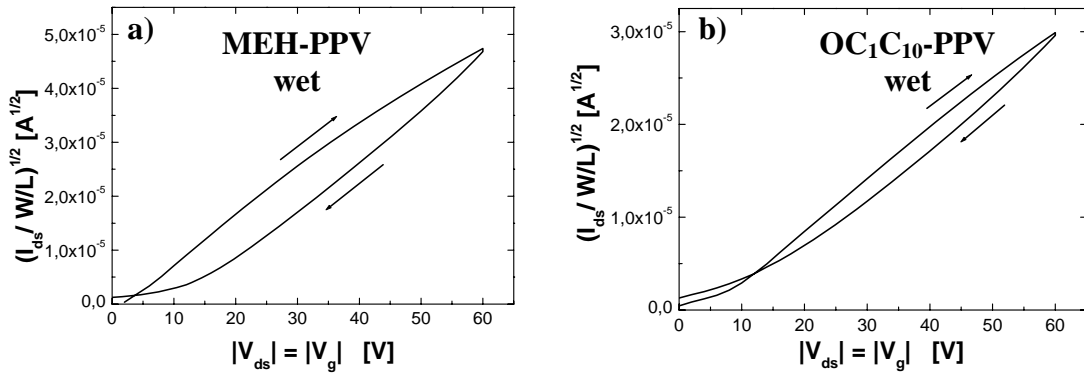 a)
MEH-PPV
wet
(I_ds/ W/L)^1/2 [A^1/2]
5,0x10^-5
4,0x10^-5
3,0x10^-5
2,0x10^-5
1,0x10^-5
0,0
0 10 20 30 40 50 60
|V_ds| = |V_g| [V]
b)
OC₁C₁₀-PPV
wet
(I_ds/ W/L)^1/2 [A^1/2]
3,0x10^-5
2,0x10^-5
1,0x10^-5
0,0
0 10 20 30 40 50 60
|V_ds| = |V_g| [V]